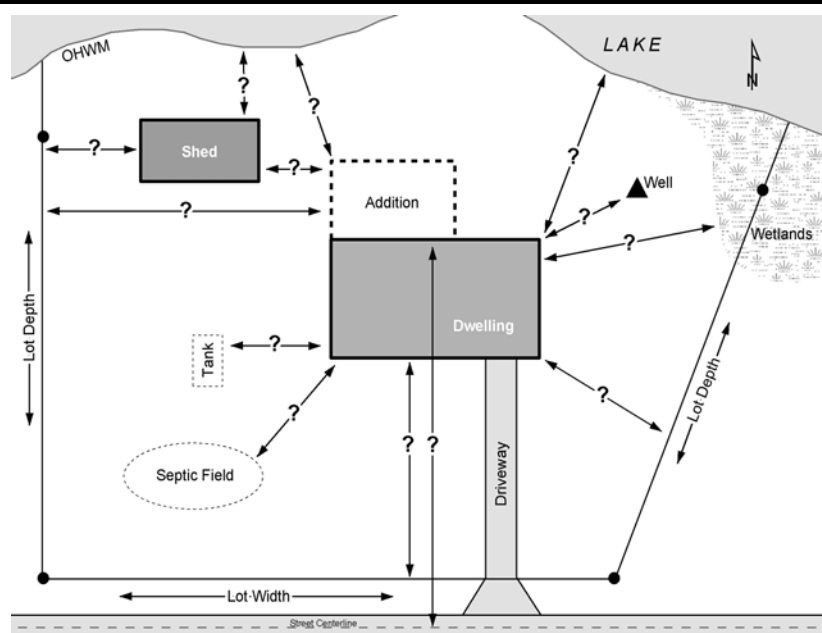 LAKE
OHWM
N
?
?
?
Shed
?
?
?
Addition
?
Well
?
Wetlands
?
Dwelling
Lot Depth
Tank
?
?
Lot Depth
?
?
?
Septic Field
Driveway
Lot Width
Street Centerline